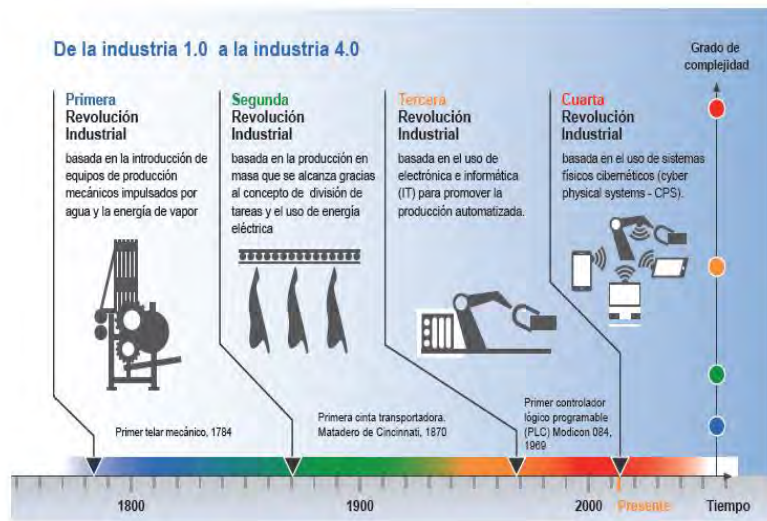 De la industria 1.0 a la industria 4.0
Grado de
complejidad
Primera
Revolución
Industrial
basada en la introducción de
equipos de producción
mecánicos impulsados por
agua y la energía de vapor
Segunda
Revolución
Industrial
basada en la producción en
masa que se alcanza gracias
al concepto de división de
tareas y el uso de energía
eléctrica
Tercera
Revolución
Industrial
basada en el uso de
electrónica e informática
(IT) para promover la
producción automatizada.
Cuarta
Revolución
Industrial
basada en el uso de sistemas
físicos cibernéticos (cyber
physical systems - CPS).
Primer telar mecánico, 1784
Primera cinta transportadora.
Matadero de Cincinnati, 1870
Primer controlador
lógico programable
(PLC) Modicon 084,
1969
1800
1900
2000
Presente
Tiempo